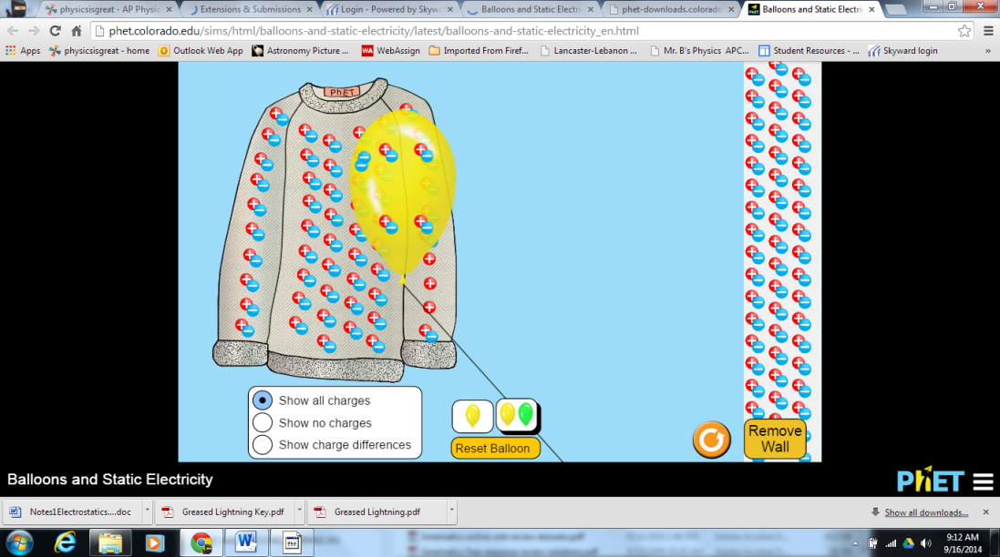 physicsisgreat - AP Physic
Extensions & Submissions
Login - Powered by Skyw
Balloons and Static Electri
phet-downloads.colorado
Balloons and Static Electri
phet.colorado.edu/sims/html/balloons-and-static-electricity/latest/balloons-and-static-electricity_en.html
Apps
physicsisgreat - home
Outlook Web App
Astronomy Picture ...
WebAssign
Imported From Firef...
Lancaster-Lebanon ...
Mr. B's Physics APC...
Student Resources - ...
Skyward login
»
PhET
Show all charges
Show no charges
Show charge differences
Reset Balloon
Remove
Wall
Balloons and Static Electricity
PhET
Notes1Electrostatics....doc
Greased Lightning Key.pdf
Greased Lightning.pdf
Show all downloads...
9:12 AM
9/16/2014